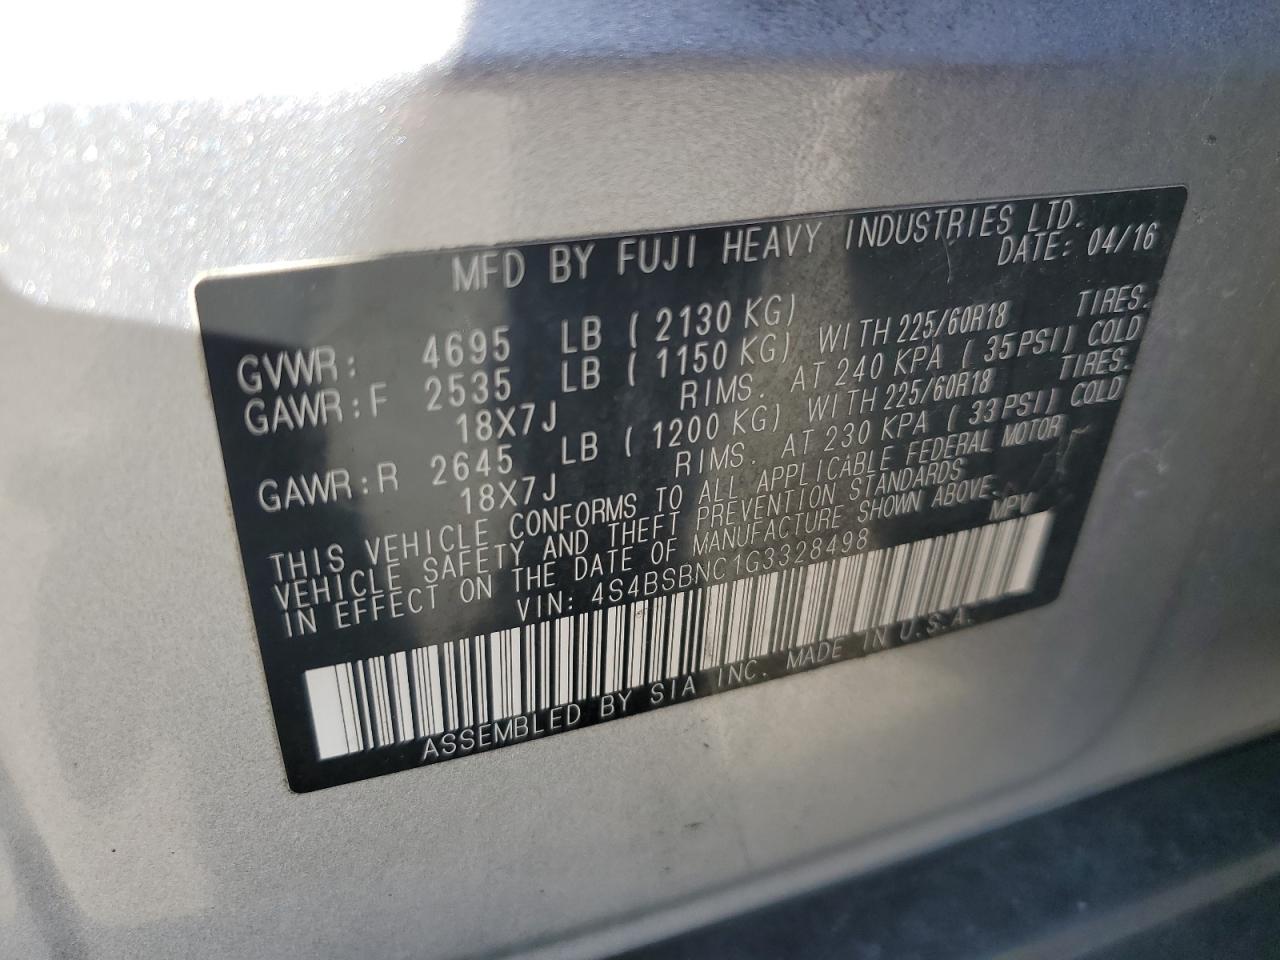 MFD BY FUJI HEAVY INDUSTRIES LTD.
DATE: 04/16
GVWR: 4695 LB ( 2130 KG)
GAWR:F 2535 LB ( 1150 KG) WITH 225/60R18 TIRES.
18X7J RIMS. AT 240 KPA ( 35PSI) COLD
GAWR:R 2645 LB ( 1200 KG) WITH 225/60R18 TIRES.
18X7J RIMS. AT 230 KPA ( 33PSI) COLD
THIS VEHICLE CONFORMS TO ALL APPLICABLE FEDERAL MOTOR
VEHICLE SAFETY AND THEFT PREVENTION STANDARDS
IN EFFECT ON THE DATE OF MANUFACTURE SHOWN ABOVE.
VIN: 4S4BSBNC1G3328498 MPV
ASSEMBLED BY SIA INC. MADE IN U.S.A.